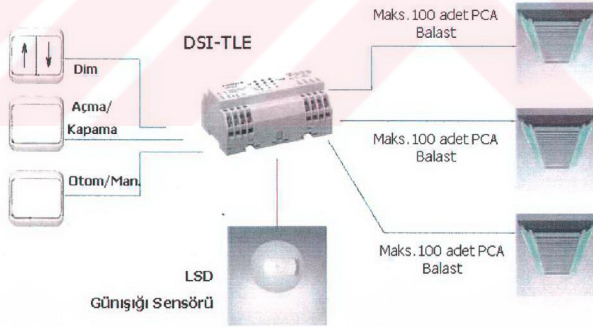 Maks. 100 adet PCA
Balast
DSI-TLE
Dim
Açma/
Kapama
Maks. 100 adet PCA
Balast
Otom/Man.
Maks. 100 adet PCA
Balast
LSD
Günışığı Sensörü